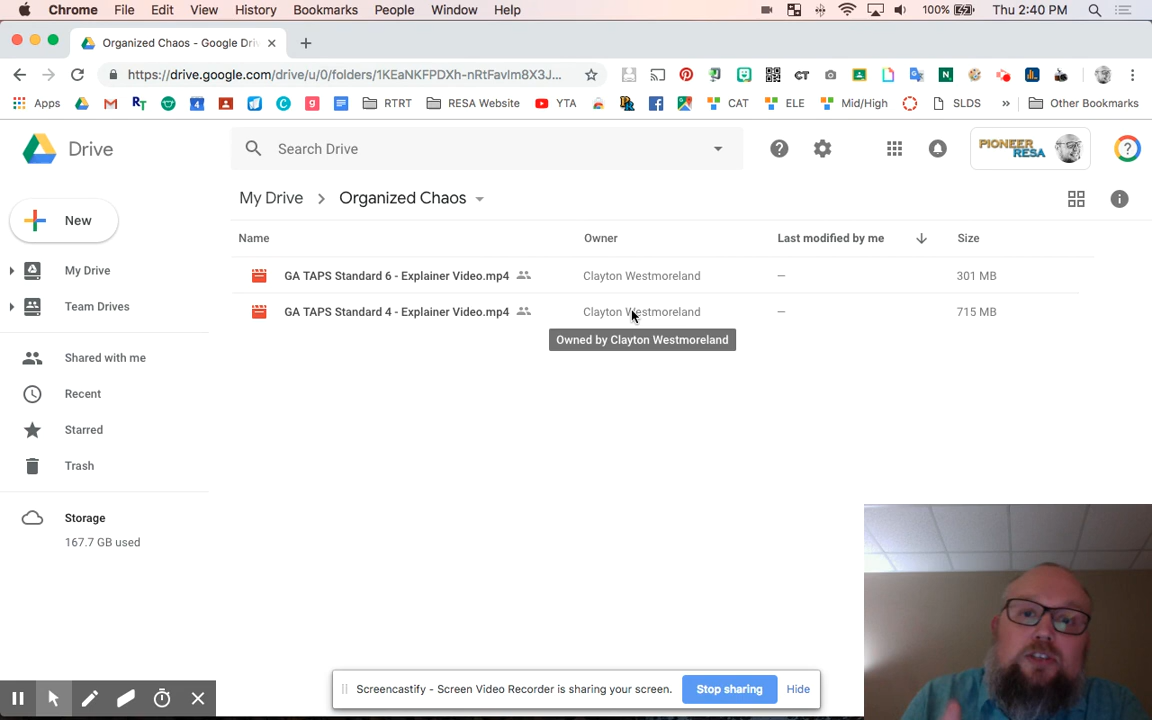 Chrome File Edit View History Bookmarks People Window Help 100% Thu 2:40 PM
Organized Chaos - Google Dri
https://drive.google.com/drive/u/0/folders/1KEaNKFPDXh-nRtFavIm8X3J...
Apps RT RTRT RESA Website YTA CAT ELE Mid/High SLDS » Other Bookmarks
Drive
Search Drive
PIONEER RESA
My Drive > Organized Chaos
New
Name Owner Last modified by me Size
My Drive
GA TAPS Standard 6 - Explainer Video.mp4 Clayton Westmoreland — 301 MB
Team Drives
GA TAPS Standard 4 - Explainer Video.mp4 Clayton Westmoreland — 715 MB
Owned by Clayton Westmoreland
Shared with me
Recent
Starred
Trash
Storage
167.7 GB used
Screencastify - Screen Video Recorder is sharing your screen. Stop sharing Hide